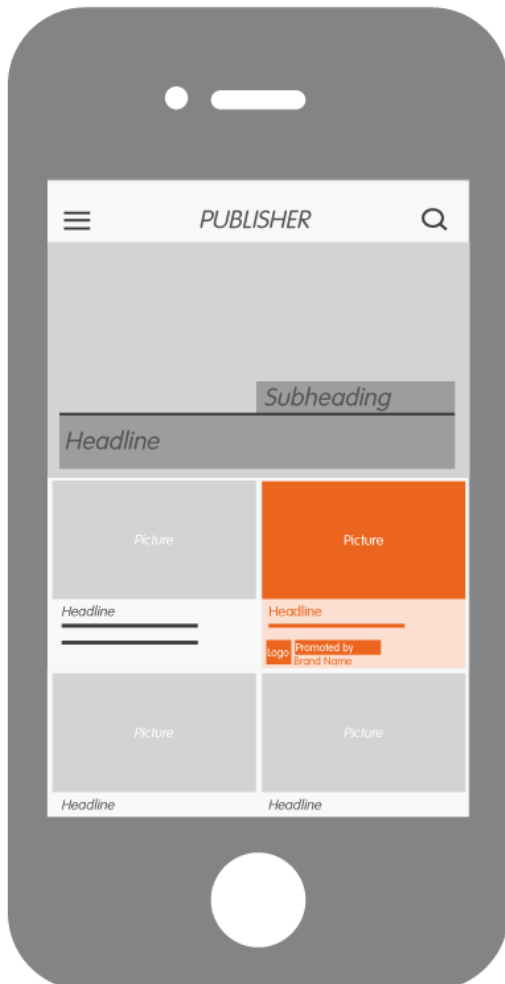 PUBLISHER
Subheading
Headline
Picture
Picture
Headline
Headline
Logo
Promoted by
Brand Name
Picture
Picture
Headline
Headline